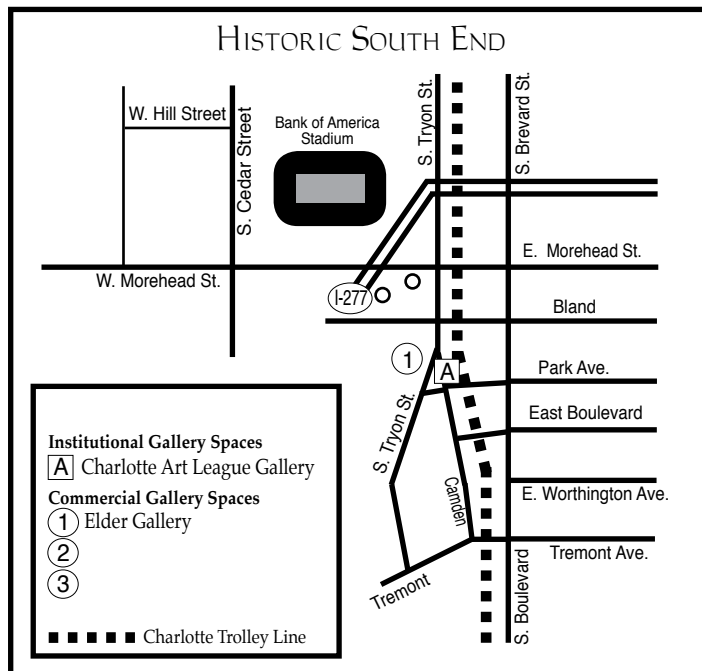 HISTORIC SOUTH END
W. Hill Street
S. Cedar Street
Bank of America
Stadium
S. Tryon St.
S. Brevard St.
W. Morehead St.
E. Morehead St.
I-277
Bland
1
A
Park Ave.
S. Tryon St.
East Boulevard
Camden
E. Worthington Ave.
Tremont
Tremont Ave.
S. Boulevard
Institutional Gallery Spaces
A Charlotte Art League Gallery
Commercial Gallery Spaces
1 Elder Gallery
2
3
Charlotte Trolley Line